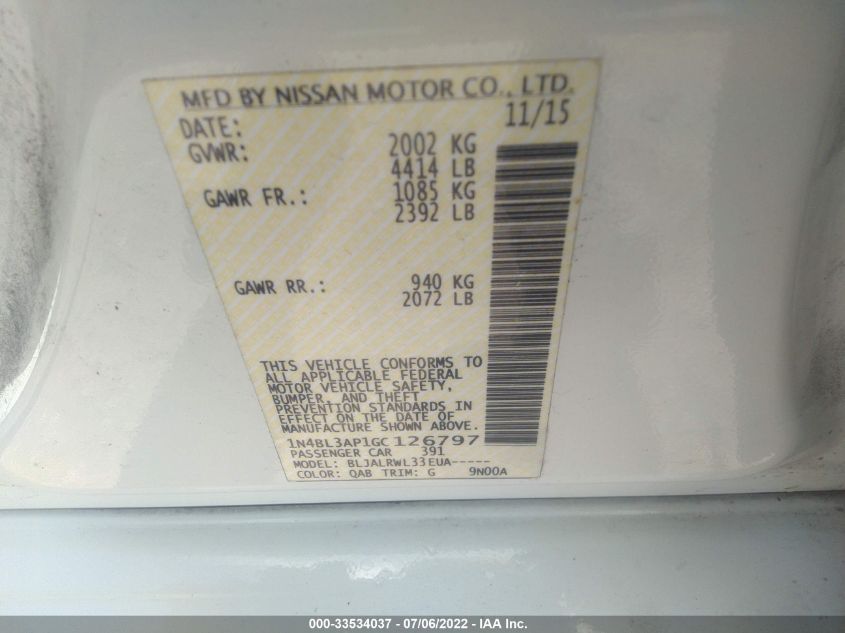 MFD BY NISSAN MOTOR CO., LTD.
DATE: 11/15
GVWR: 2002 KG
4414 LB
GAWR FR.: 1085 KG
2392 LB
GAWR RR.: 940 KG
2072 LB
THIS VEHICLE CONFORMS TO
ALL APPLICABLE FEDERAL
MOTOR VEHICLE SAFETY,
BUMPER, AND THEFT
PREVENTION STANDARDS IN
EFFECT ON THE DATE OF
MANUFACTURE SHOWN ABOVE.
1N4BL3AP1GC126797
PASSENGER CAR 391
MODEL: BLJALRWL33EUA-----
COLOR: QAB TRIM: G 9N00A
000-33534037 - 07/06/2022 - IAA Inc.